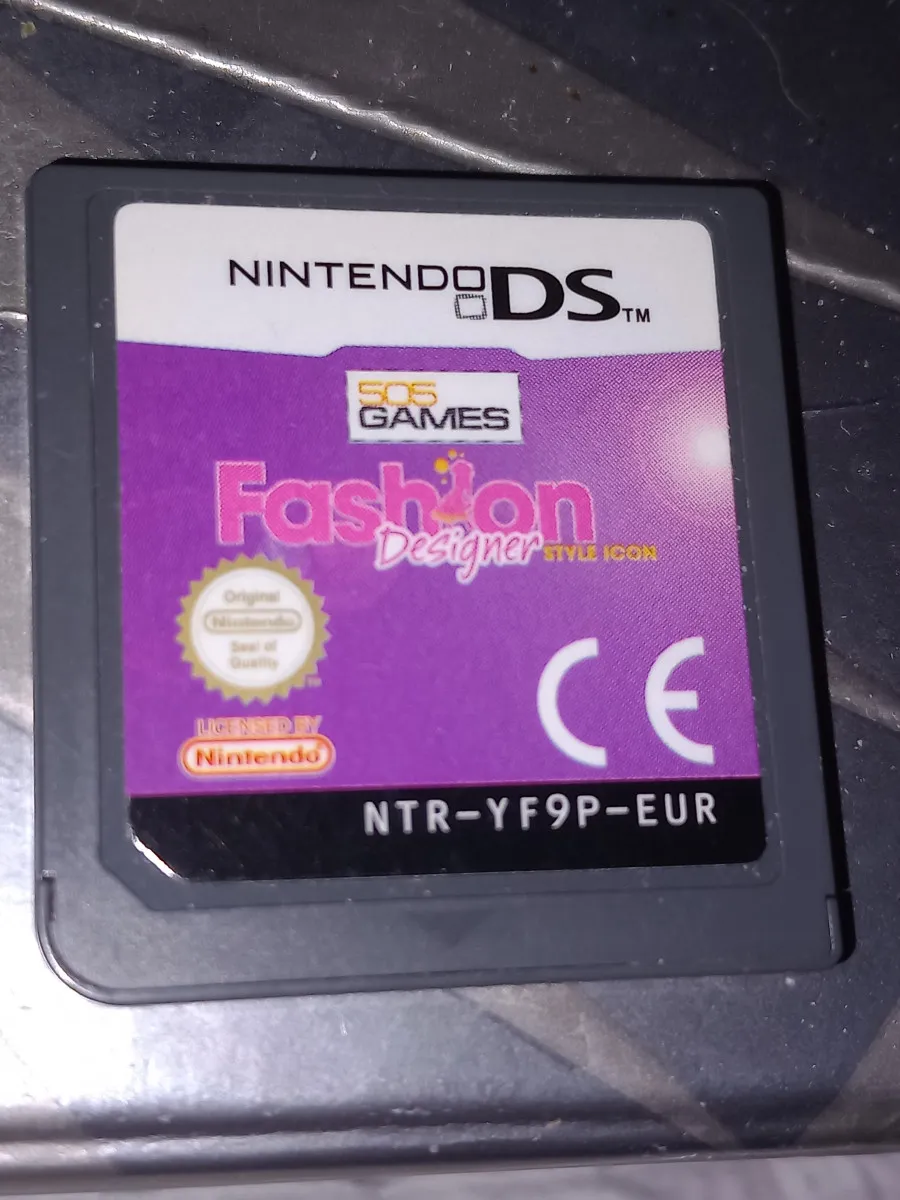 NINTENDO DS™
505
GAMES
Fashion
Designer STYLE ICON
Original
Nintendo
Seal of
Quality
TM
LICENSED BY
Nintendo
CE
NTR-YF9P-EUR